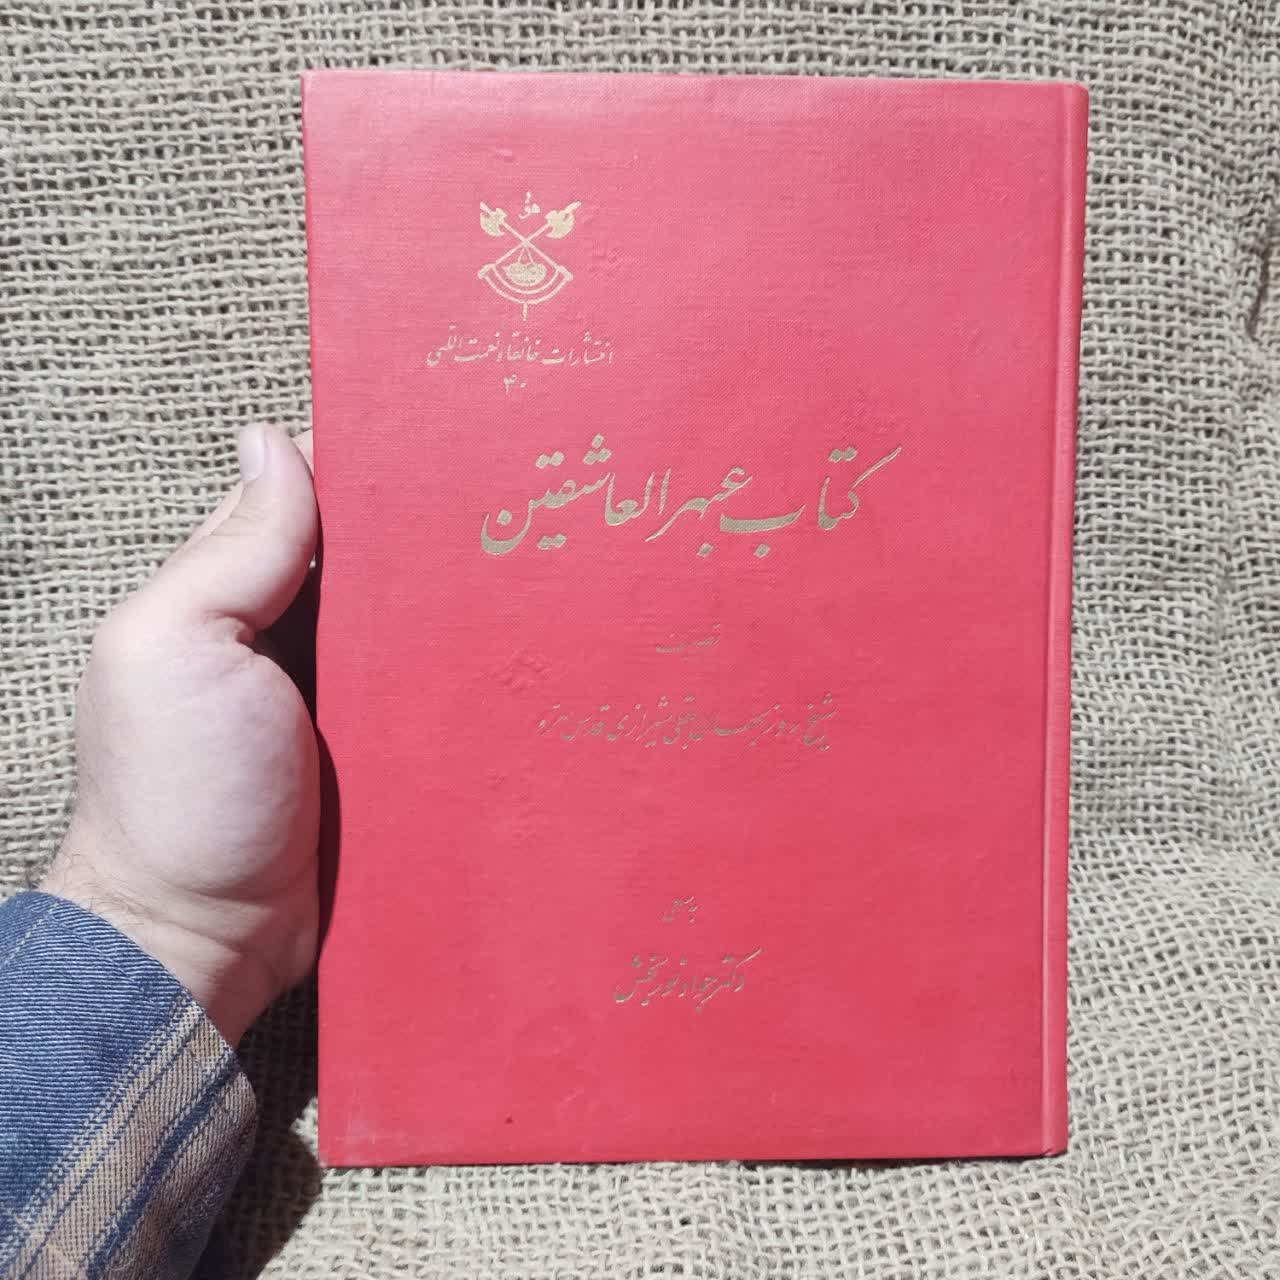 هو
انتشارات خانقاه نعمت اللهی
۴۰
کتاب عبهر العاشقین
تصنیف
شیخ روزبهان بقلی شیرازی قدس سره
به سعی
دکتر جواد نوربخش